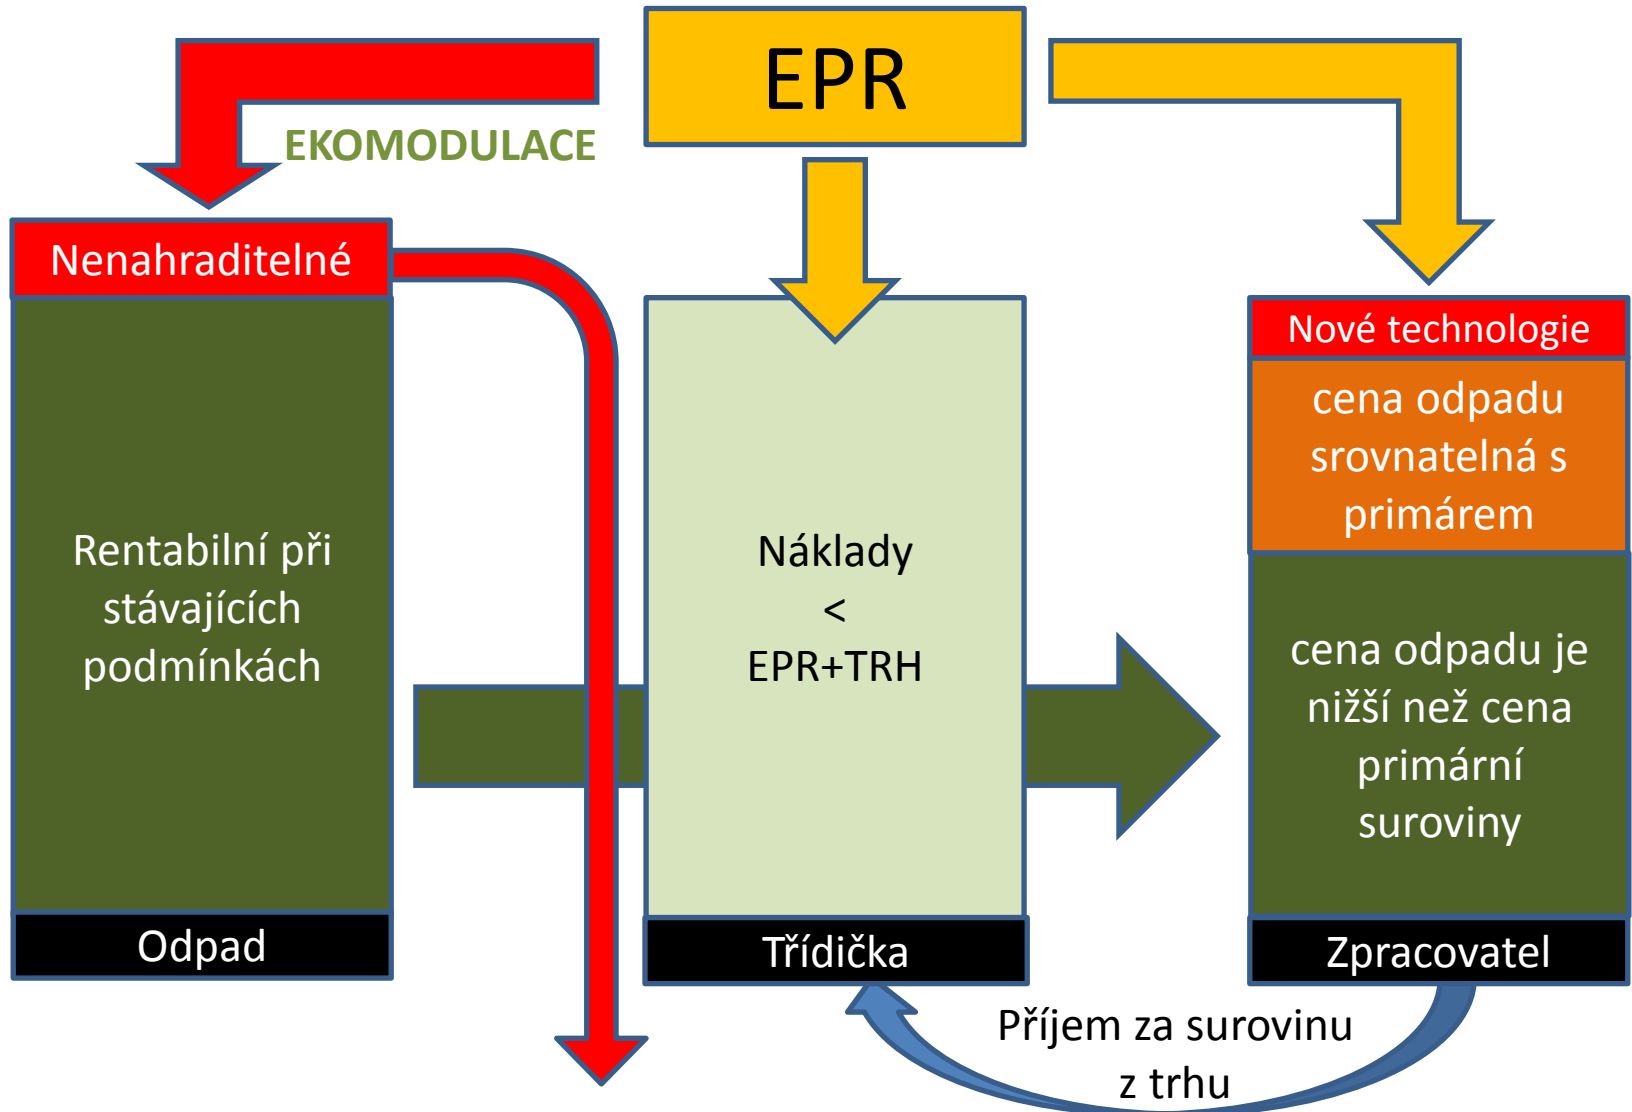 EPR
EKOMODULACE
Nenahraditelné
Rentabilní při
stávajících
podmínkách
Odpad
Náklady
<
EPR+TRH
Třídička
Nové technologie
cena odpadu
srovnatelná s
primárem
cena odpadu je
nižší než cena
primární
suroviny
Zpracovatel
Příjem za surovinu
z trhu